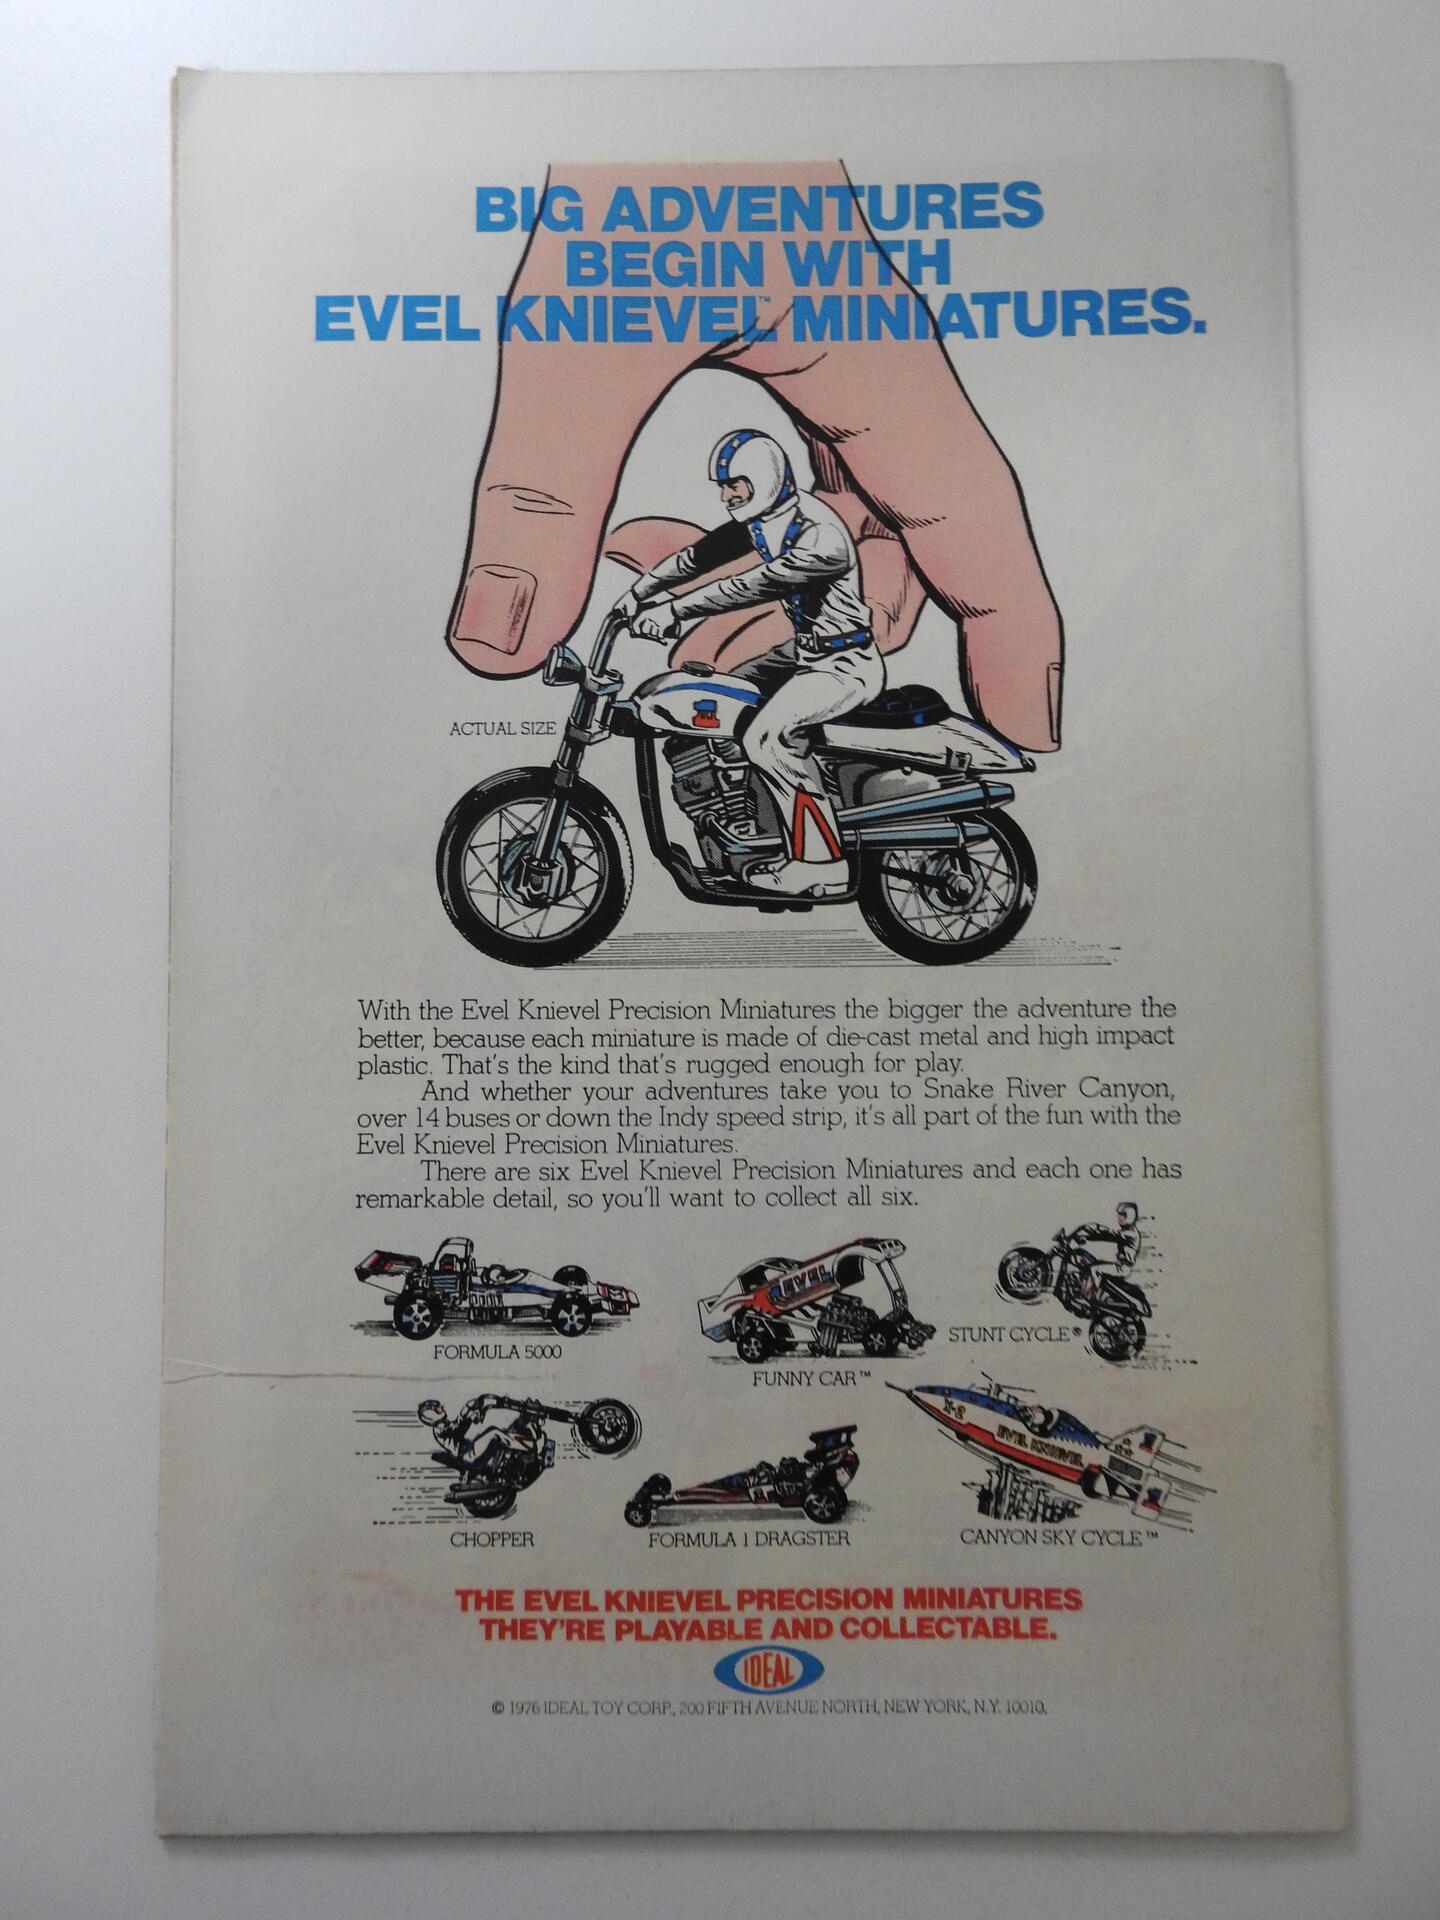 BIG ADVENTURES
BEGIN WITH
EVEL KNIEVEL™ MINIATURES.
ACTUAL SIZE
With the Evel Knievel Precision Miniatures the bigger the adventure the
better, because each miniature is made of die-cast metal and high impact
plastic. That's the kind that's rugged enough for play.
And whether your adventures take you to Snake River Canyon,
over 14 buses or down the Indy speed strip, it's all part of the fun with the
Evel Knievel Precision Miniatures.
There are six Evel Knievel Precision Miniatures and each one has
remarkable detail, so you'll want to collect all six.
EVEL
FORMULA 5000
FUNNY CAR™
STUNT CYCLE®
X-2
EVEL KNIEVEL
CHOPPER
FORMULA 1 DRAGSTER
CANYON SKY CYCLE™
THE EVEL KNIEVEL PRECISION MINIATURES
THEY'RE PLAYABLE AND COLLECTABLE.
IDEAL
© 1976 IDEAL TOY CORP., 200 FIFTH AVENUE NORTH, NEW YORK, N.Y. 10010.